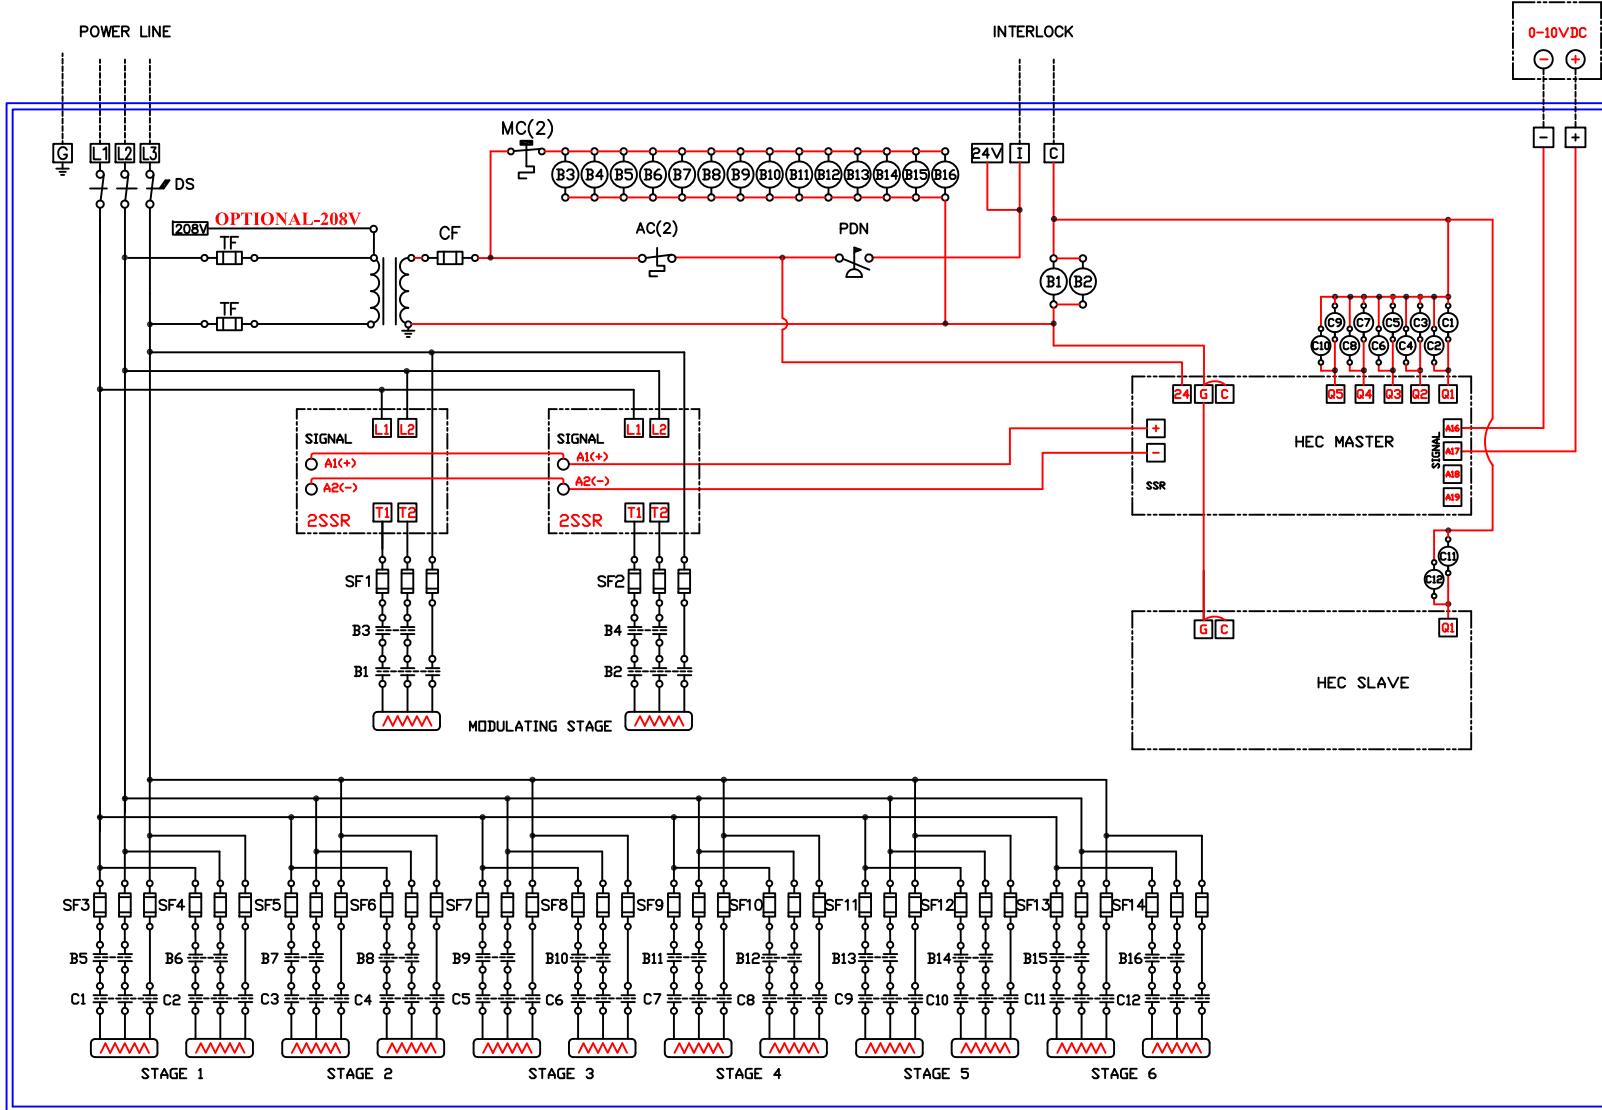 POWER LINE
INTERLOCK
0-10VDC
- +
G L1 L2 L3
DS
MC(2)
B3 B4 B5 B6 B7 B8 B9 B10 B11 B12 B13 B14 B15 B16
24V I C
- +
208V OPTIONAL-208V
TF
CF
AC(2)
PDN
B1 B2
TF
C9 C7 C5 C3 C1
C10 C8 C6 C4 C2
24 G C
Q5 Q4 Q3 Q2 Q1
HEC MASTER
+
-
SSR
SIGNAL
A16
A17
A18
A19
L1 L2
SIGNAL
A1(+)
A2(-)
2SSR
T1 T2
L1 L2
SIGNAL
A1(+)
A2(-)
2SSR
T1 T2
C11
C12
SF1
B3
B1
SF2
B4
B2
MODULATING STAGE
G C
Q1
HEC SLAVE
SF3 SF4 SF5 SF6 SF7 SF8 SF9 SF10 SF11 SF12 SF13 SF14
B5 B6 B7 B8 B9 B10 B11 B12 B13 B14 B15 B16
C1 C2 C3 C4 C5 C6 C7 C8 C9 C10 C11 C12
STAGE 1 STAGE 2 STAGE 3 STAGE 4 STAGE 5 STAGE 6